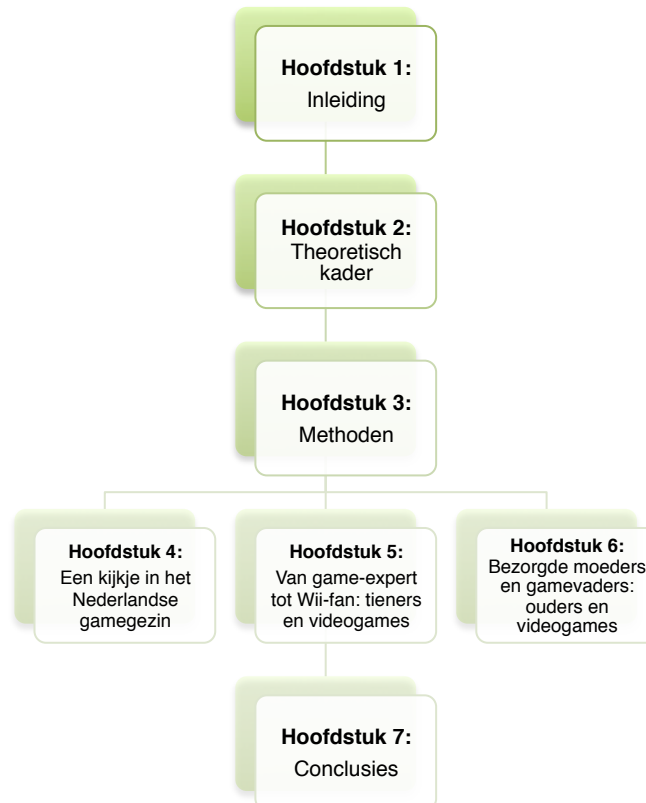 Hoofdstuk 1:
Inleiding
Hoofdstuk 2:
Theoretisch
kader
Hoofdstuk 3:
Methoden
Hoofdstuk 4:
Een kijkje in het
Nederlandse
gamegezin
Hoofdstuk 5:
Van game-expert
tot Wii-fan: tieners
en videogames
Hoofdstuk 6:
Bezorgde moeders
en gamevaders:
ouders en
videogames
Hoofdstuk 7:
Conclusies